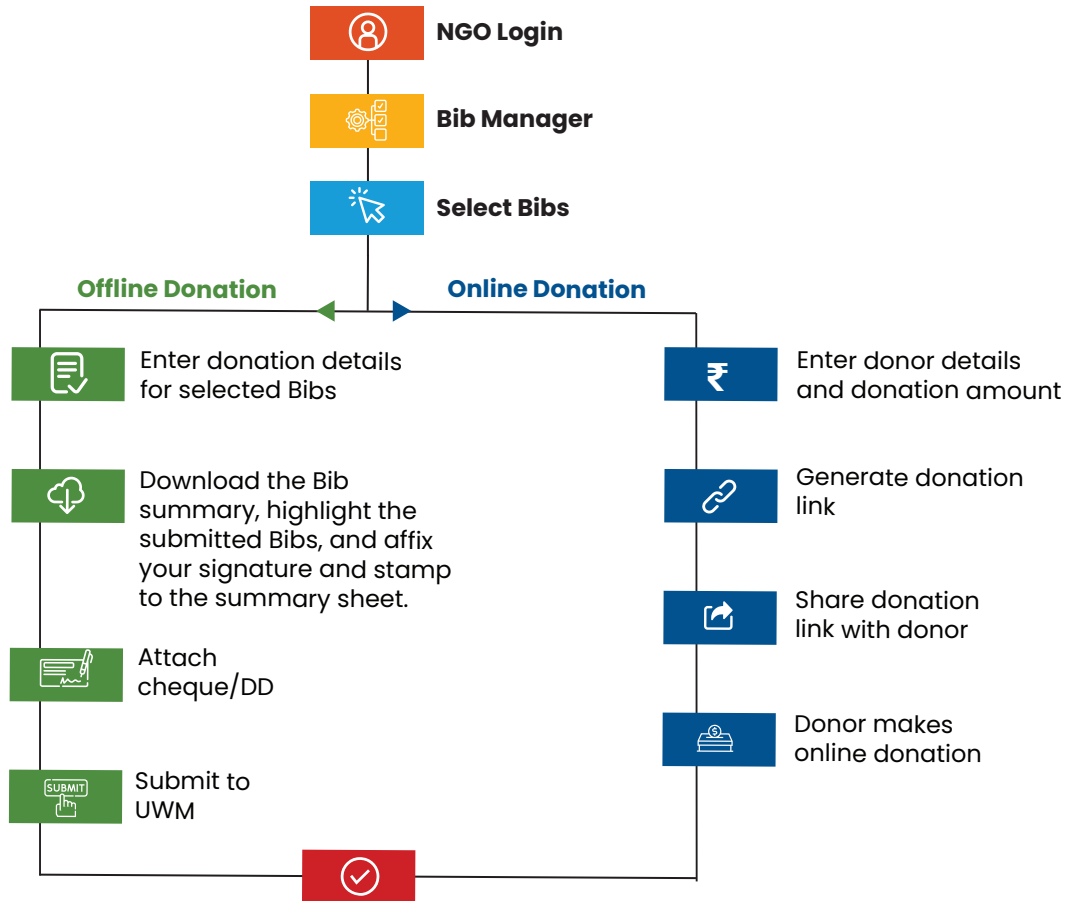 NGO Login
Bib Manager
Select Bibs
Offline Donation
Online Donation
Enter donation details
for selected Bibs
Download the Bib
summary, highlight the
submitted Bibs, and affix
your signature and stamp
to the summary sheet.
Attach
cheque/DD
SUBMIT
Submit to
UWM
₹
Enter donor details
and donation amount
Generate donation
link
Share donation
link with donor
$
Donor makes
online donation